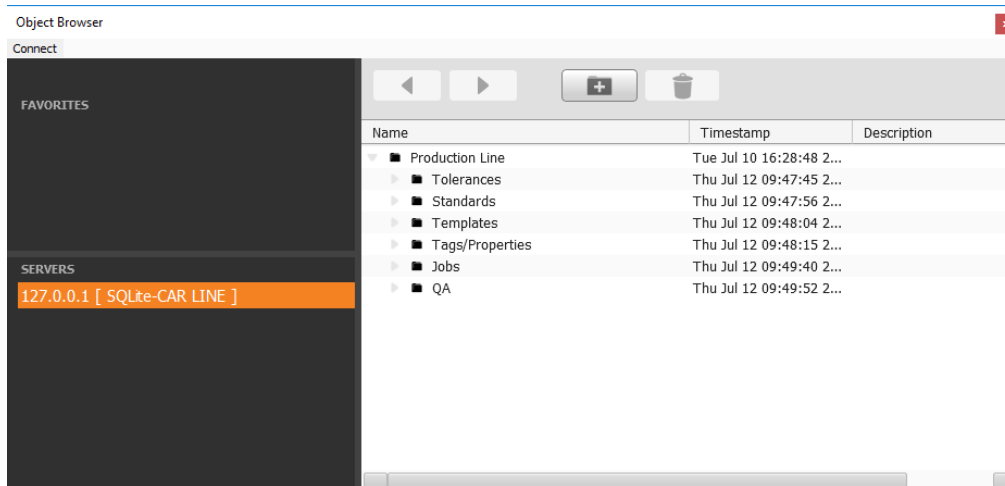 Object Browser
Connect
FAVORITES
SERVERS
127.0.0.1 [ SQLite-CAR LINE ]
Name Timestamp Description
Production Line Tue Jul 10 16:28:48 2...
Tolerances Thu Jul 12 09:47:45 2...
Standards Thu Jul 12 09:47:56 2...
Templates Thu Jul 12 09:48:04 2...
Tags/Properties Thu Jul 12 09:48:15 2...
Jobs Thu Jul 12 09:49:40 2...
QA Thu Jul 12 09:49:52 2...